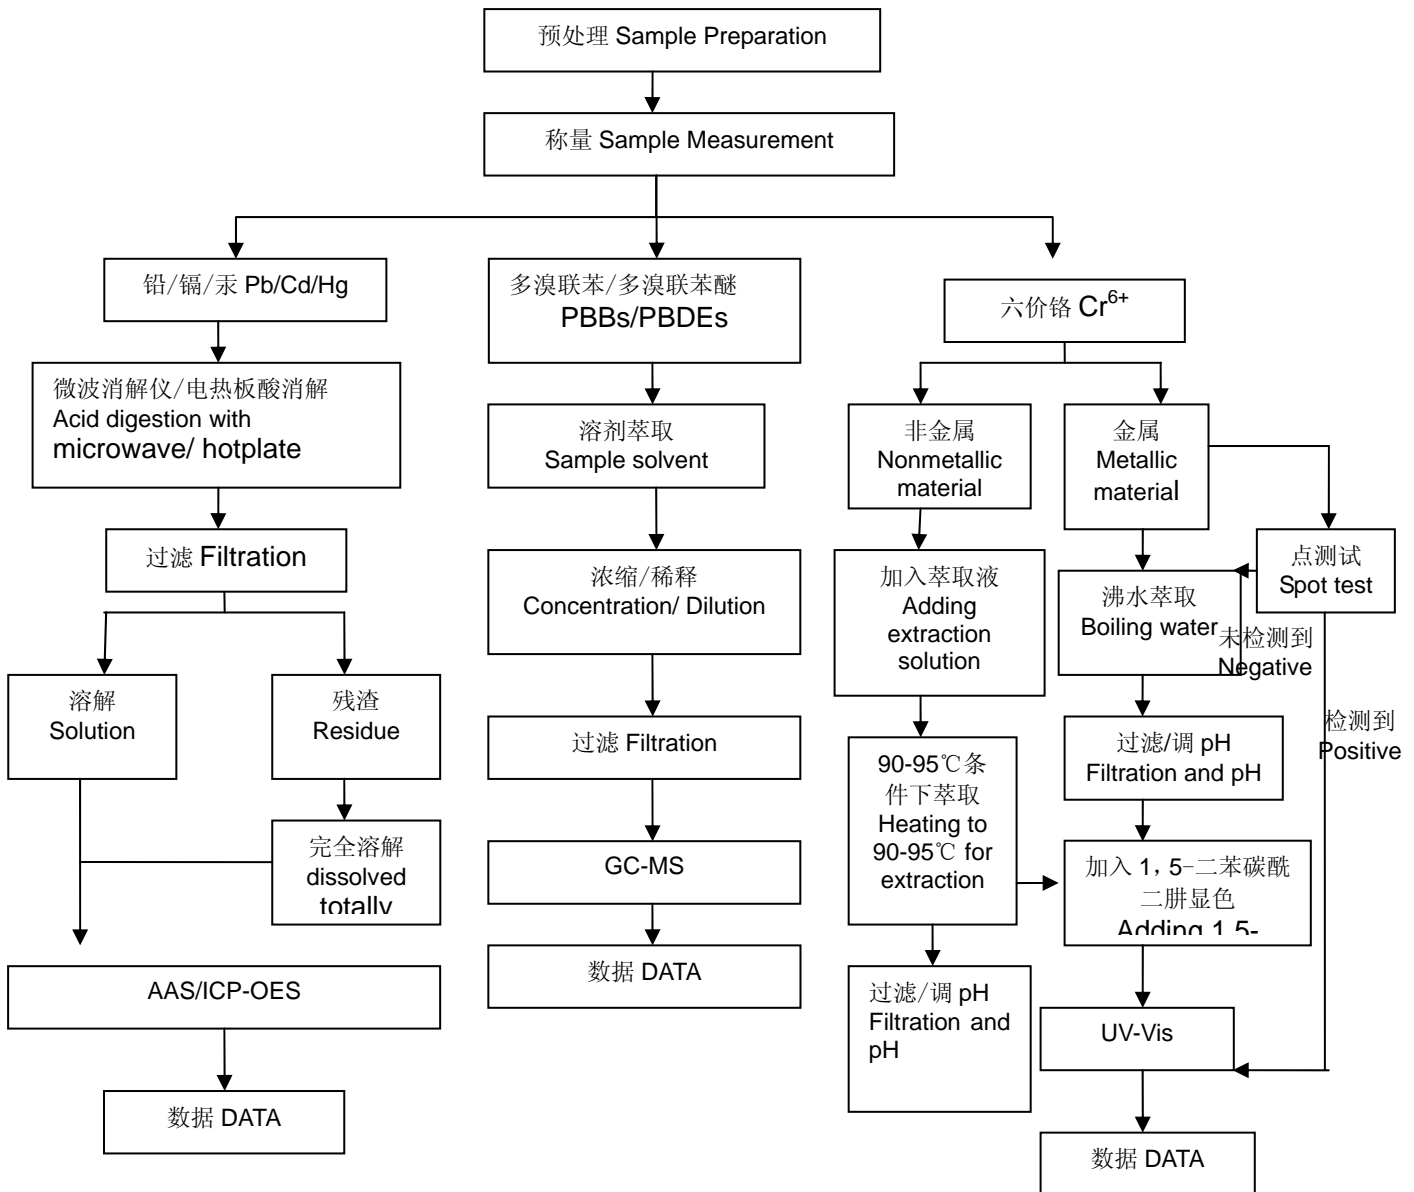 预处理 Sample Preparation
称量 Sample Measurement
铅/镉/汞 Pb/Cd/Hg
微波消解仪/电热板酸消解
Acid digestion with
microwave/ hotplate
过滤 Filtration
溶解
Solution
残渣
Residue
完全溶解
dissolved
totally
AAS/ICP-OES
数据 DATA
多溴联苯/多溴联苯醚
PBBs/PBDEs
溶剂萃取
Sample solvent
浓缩/稀释
Concentration/ Dilution
过滤 Filtration
GC-MS
数据 DATA
六价铬 Cr6+
非金属
Nonmetallic
material
加入萃取液
Adding
extraction
solution
90-95℃条
件下萃取
Heating to
90-95℃ for
extraction
过滤/调 pH
Filtration and
pH
金属
Metallic
material
点测试
Spot test
沸水萃取
Boiling water
未检测到
Negative
检测到
Positive
过滤/调 pH
Filtration and pH
加入 1，5-二苯碳酰
二肼显色
Adding 1,5-
UV-Vis
数据 DATA